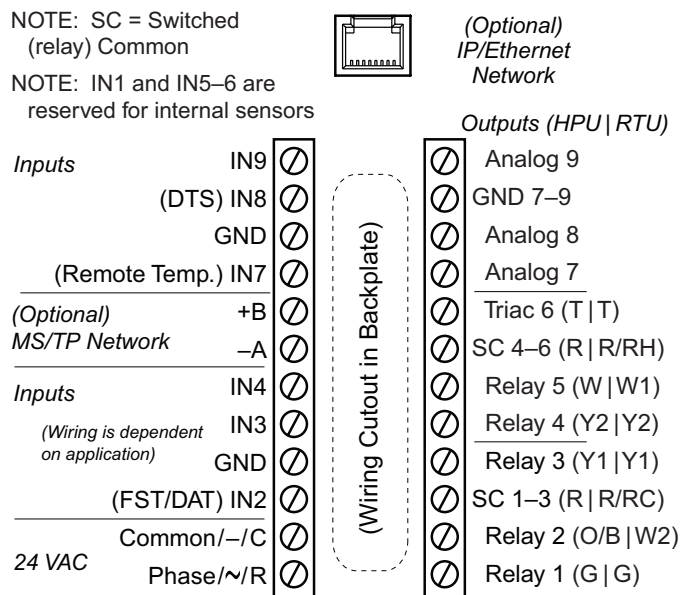 NOTE: SC = Switched
(relay) Common
NOTE: IN1 and IN5–6 are
reserved for internal sensors
(Optional)
IP/Ethernet
Network
Outputs (HPU | RTU)
Inputs
IN9
(DTS) IN8
GND
(Remote Temp.) IN7
(Optional)
MS/TP Network
+B
–A
Inputs
(Wiring is dependent
on application)
IN4
IN3
GND
(FST/DAT) IN2
24 VAC
Common/–/C
Phase/~/R
(Wiring Cutout in Backplate)
Analog 9
GND 7–9
Analog 8
Analog 7
Triac 6 (T | T)
SC 4–6 (R | R/RH)
Relay 5 (W | W1)
Relay 4 (Y2 | Y2)
Relay 3 (Y1 | Y1)
SC 1–3 (R | R/RC)
Relay 2 (O/B | W2)
Relay 1 (G | G)